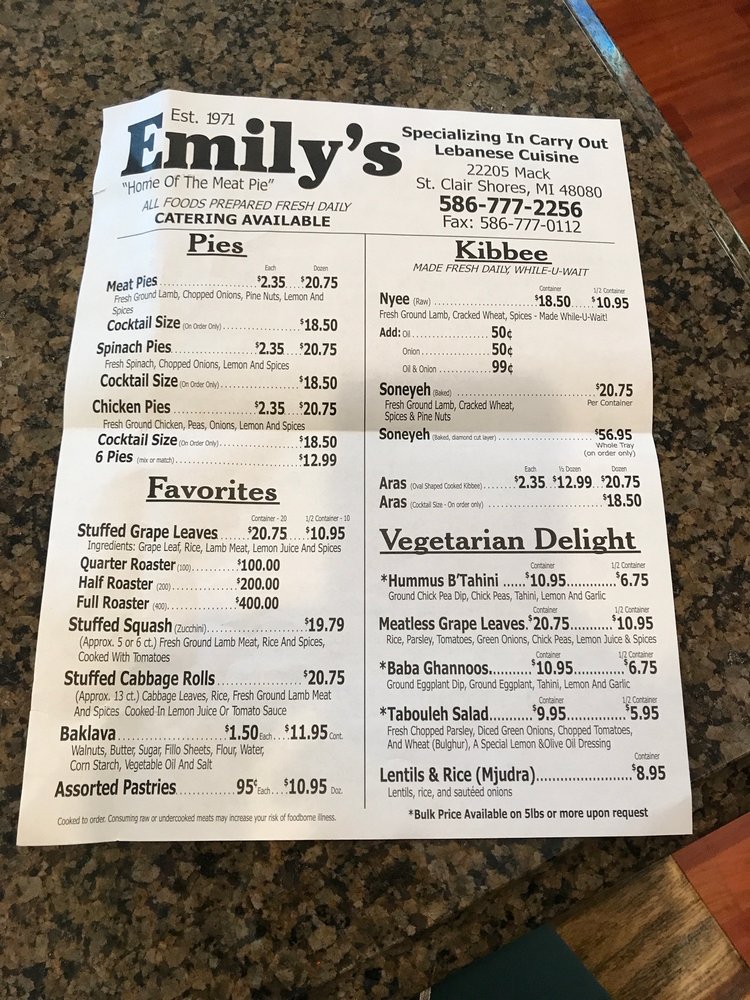 Est. 1971
Emily's
"Home Of The Meat Pie"
ALL FOODS PREPARED FRESH DAILY
CATERING AVAILABLE
Specializing In Carry Out
Lebanese Cuisine
22205 Mack
St. Clair Shores, MI 48080
586-777-2256
Fax: 586-777-0112
Pies
Each Dozen
Meat Pies.....................$2.35....$20.75
Fresh Ground Lamb, Chopped Onions, Pine Nuts, Lemon And
Spices
Cocktail Size (On Order Only).....................$18.50
Spinach Pies.....................$2.35...$20.75
Fresh Spinach, Chopped Onions, Lemon And Spices
Cocktail Size (On Order Only).....................$18.50
Chicken Pies.....................$2.35...$20.75
Fresh Ground Chicken, Peas, Onions, Lemon And Spices
Cocktail Size (On Order Only).....................$18.50
6 Pies (mix or match).....................$12.99
Favorites
Container - 20 1/2 Container - 10
Stuffed Grape Leaves.......$20.75....$10.95
Ingredients: Grape Leaf, Rice, Lamb Meat, Lemon Juice And Spices
Quarter Roaster (100).........$100.00
Half Roaster (200)..............$200.00
Full Roaster (400)..............$400.00
Stuffed Squash (Zucchini).....................$19.79
(Approx. 5 or 6 ct.) Fresh Ground Lamb Meat, Rice And Spices,
Cooked With Tomatoes
Stuffed Cabbage Rolls.....................$20.75
(Approx. 13 ct.) Cabbage Leaves, Rice, Fresh Ground Lamb Meat
And Spices Cooked In Lemon Juice Or Tomato Sauce
Baklava.....................$1.50 Each...$11.95 Cont.
Walnuts, Butter, Sugar, Fillo Sheets, Flour, Water,
Corn Starch, Vegetable Oil And Salt
Assorted Pastries..............95¢ Each...$10.95 Doz.
Cooked to order. Consuming raw or undercooked meats may increase your risk of foodborne illness.
Kibbee
MADE FRESH DAILY, WHILE-U-WAIT
Container 1/2 Container
Nyee (Raw).....................$18.50....$10.95
Fresh Ground Lamb, Cracked Wheat, Spices - Made While-U-Wait!
Add: Oil.....................50¢
Onion.....................50¢
Oil & Onion.....................99¢
Soneyeh (Baked).....................$20.75
Per Container
Fresh Ground Lamb, Cracked Wheat,
Spices & Pine Nuts
Soneyeh (Baked, diamond cut layer).....................$56.95
Whole Tray
(on order only)
Each ½ Dozen Dozen
Aras (Oval Shaped Cooked Kibbee).......$2.35..$12.99..$20.75
Aras (Cocktail Size - On order only).....................$18.50
Vegetarian Delight
Container 1/2 Container
*Hummus B'Tahini.....$10.95............$6.75
Ground Chick Pea Dip, Chick Peas, Tahini, Lemon And Garlic
Container 1/2 Container
Meatless Grape Leaves.$20.75..........$10.95
Rice, Parsley, Tomatoes, Green Onions, Chick Peas, Lemon Juice & Spices
Container 1/2 Container
*Baba Ghannoos.........$10.95............$6.75
Ground Eggplant Dip, Ground Eggplant, Tahini, Lemon And Garlic
Container 1/2 Container
*Tabouleh Salad.........$9.95..............$5.95
Fresh Chopped Parsley, Diced Green Onions, Chopped Tomatoes,
And Wheat (Bulghur), A Special Lemon &Olive Oil Dressing
Container
Lentils & Rice (Mjudra).....................$8.95
Lentils, rice, and sautéed onions
*Bulk Price Available on 5lbs or more upon request